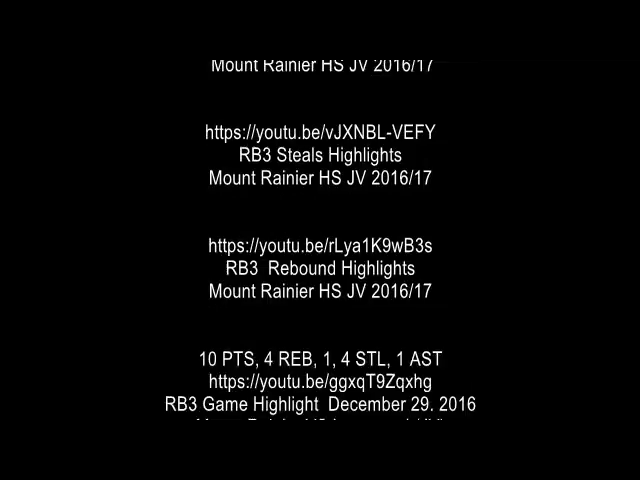 Mount Rainier HS JV 2016/17
https://youtu.be/vJXNBL-VEFY
RB3 Steals Highlights
Mount Rainier HS JV 2016/17
https://youtu.be/rLya1K9wB3s
RB3  Rebound Highlights
Mount Rainier HS JV 2016/17
10 PTS, 4 REB, 1, 4 STL, 1 AST
https://youtu.be/ggxqT9Zqxhg
RB3 Game Highlight  December 29. 2016